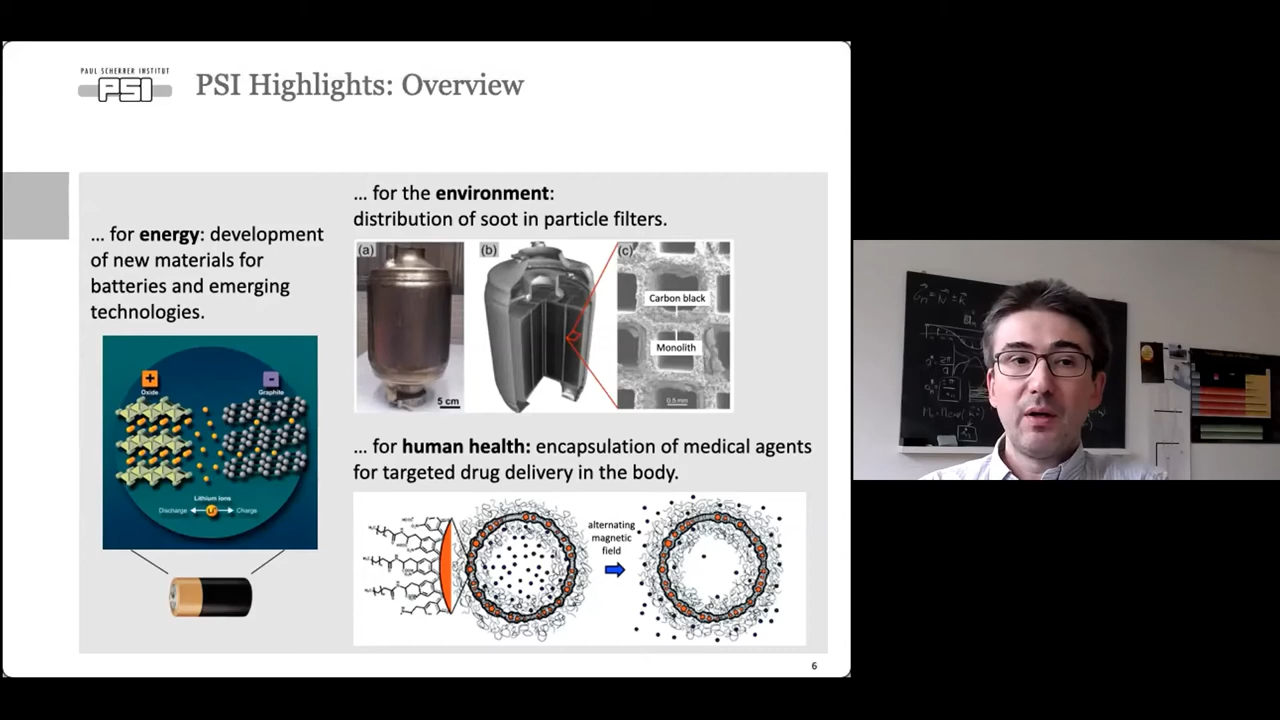 PAUL SCHERRER INSTITUT
PSI
PSI Highlights: Overview
... for energy: development
of new materials for
batteries and emerging
technologies.
+
-
Oxide
Graphite
Lithium Ions
Discharge
Li
Charge
... for the environment:
distribution of soot in particle filters.
(a)
5 cm
(b)
(c)
Carbon black
Monolith
0.5 mm
... for human health: encapsulation of medical agents
for targeted drug delivery in the body.
alternating
magnetic
field
6